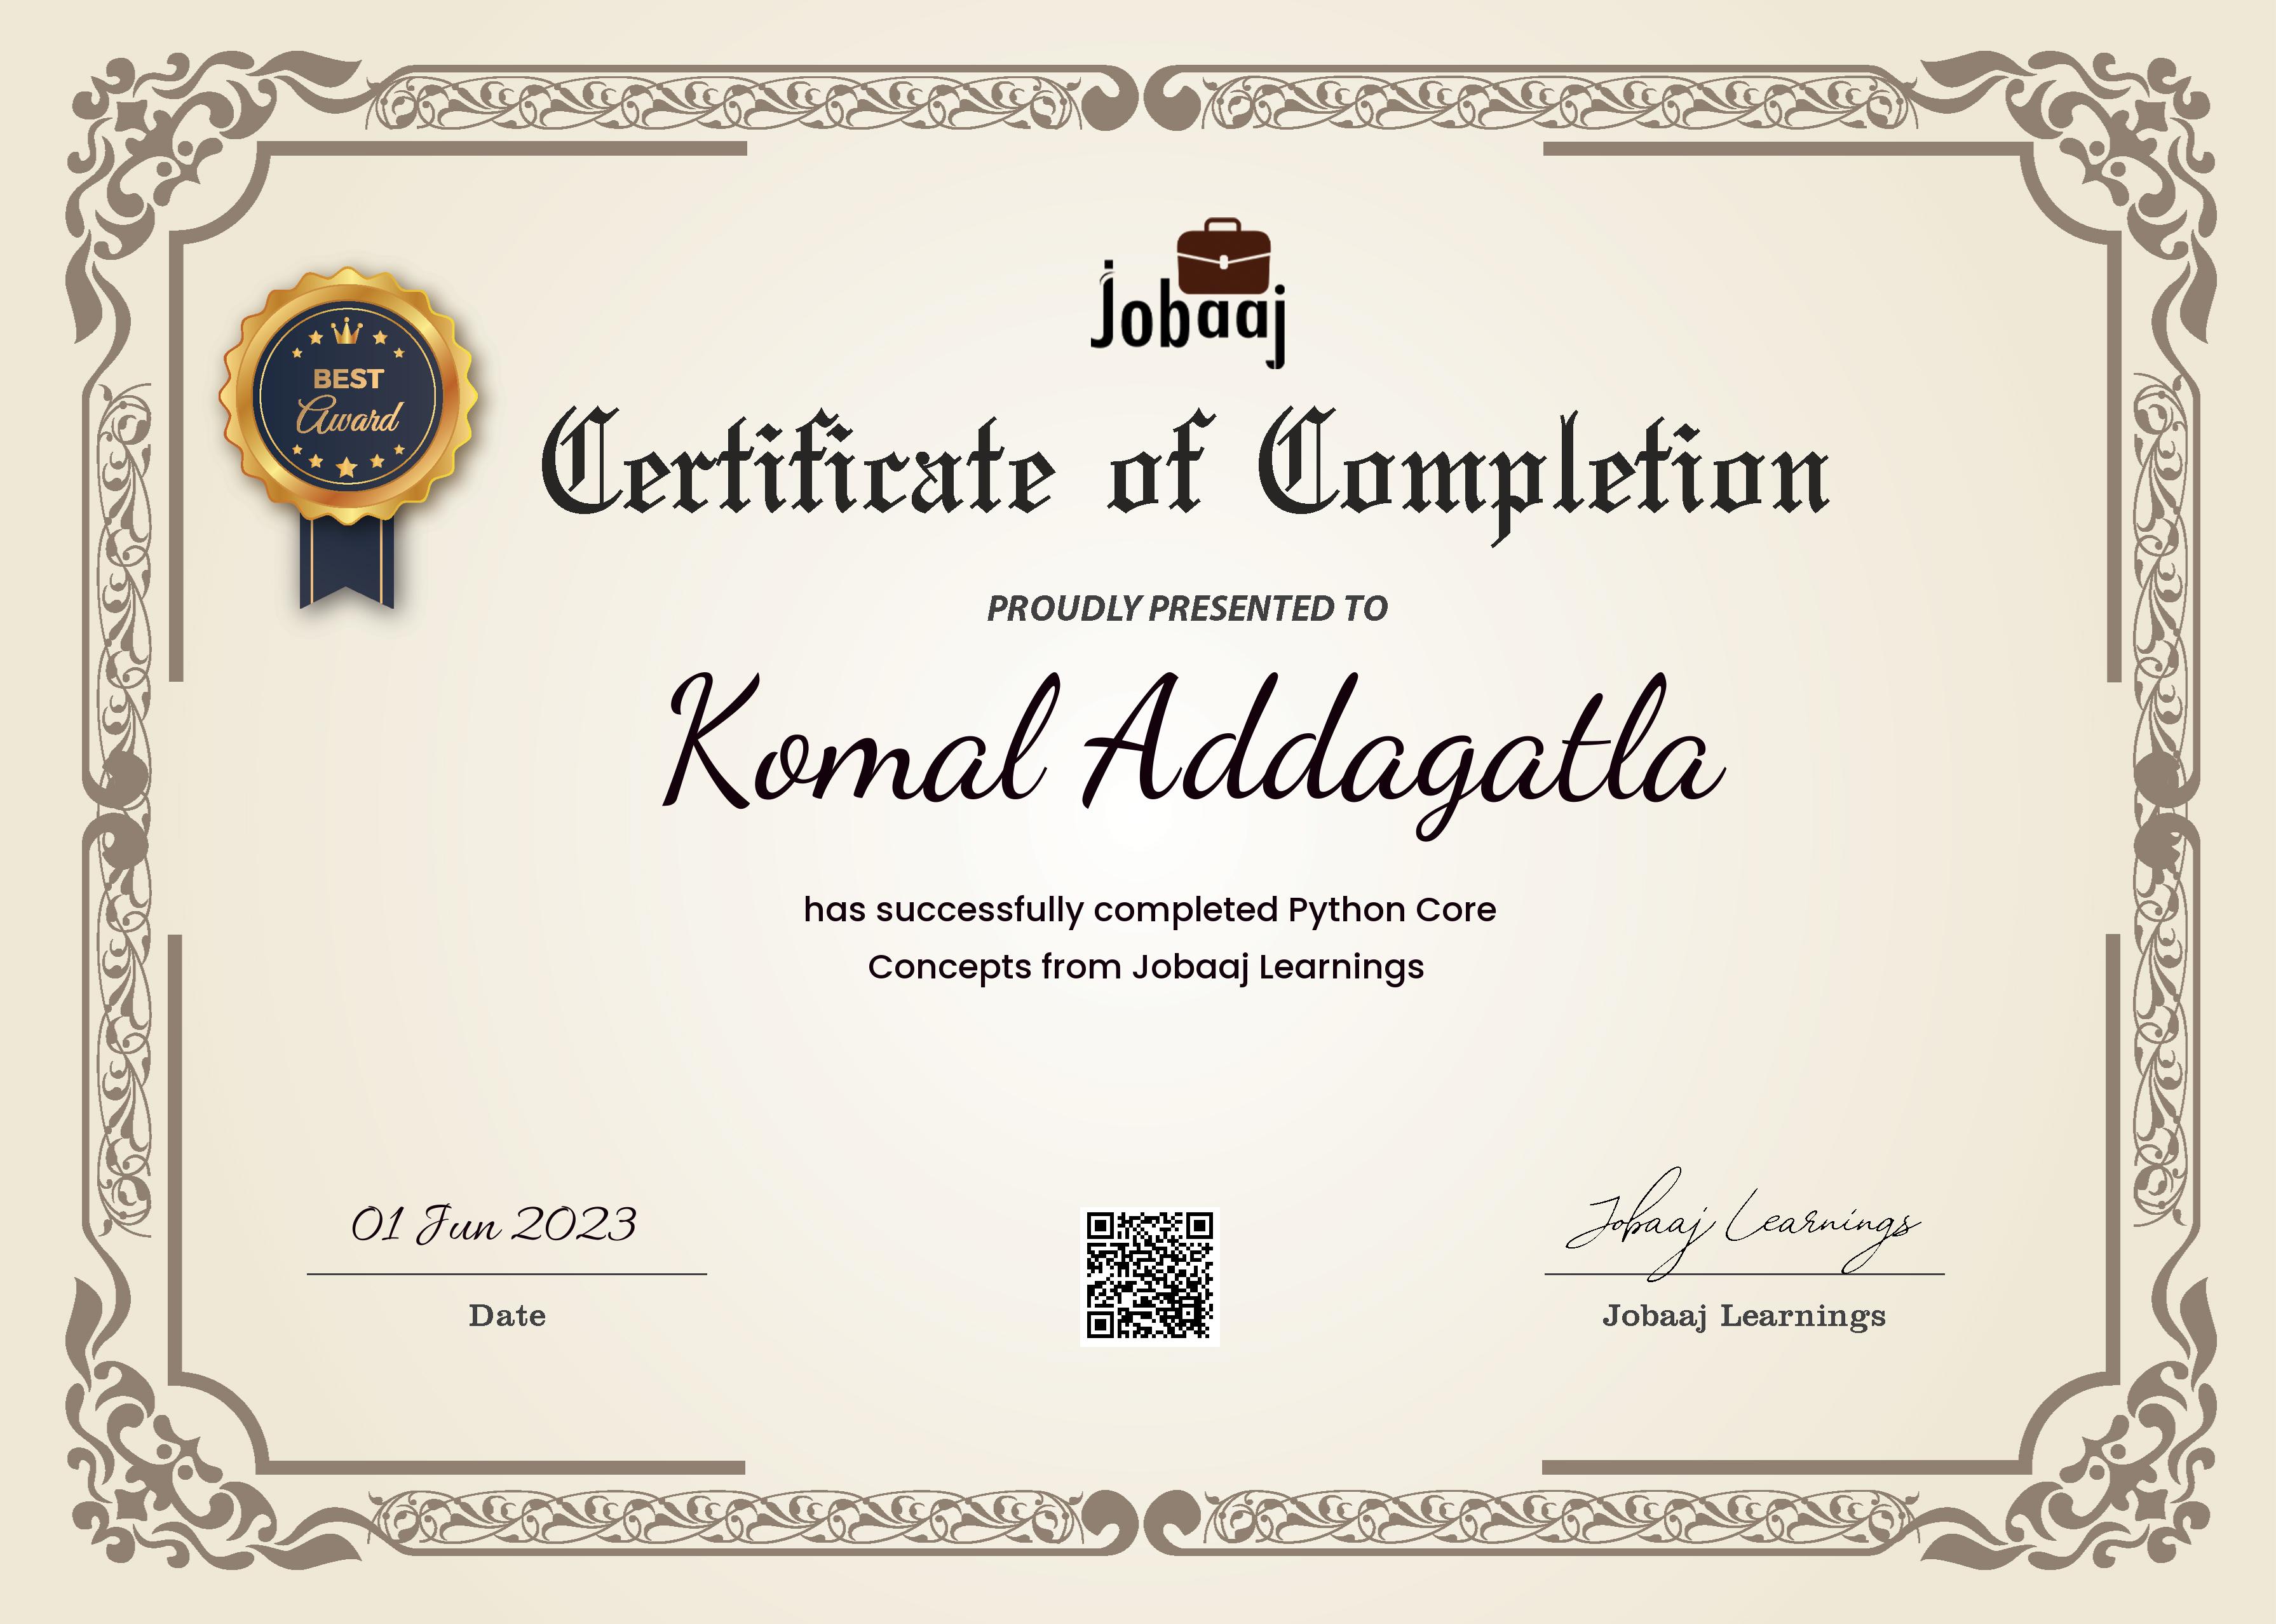 Jobaaj
BEST
Award
Certificate of Completion
PROUDLY PRESENTED TO
Komal Addagatla
has successfully completed Python Core
Concepts from Jobaaj Learnings
01 Jun 2023
Date
Jobaaj Learnings
Jobaaj Learnings